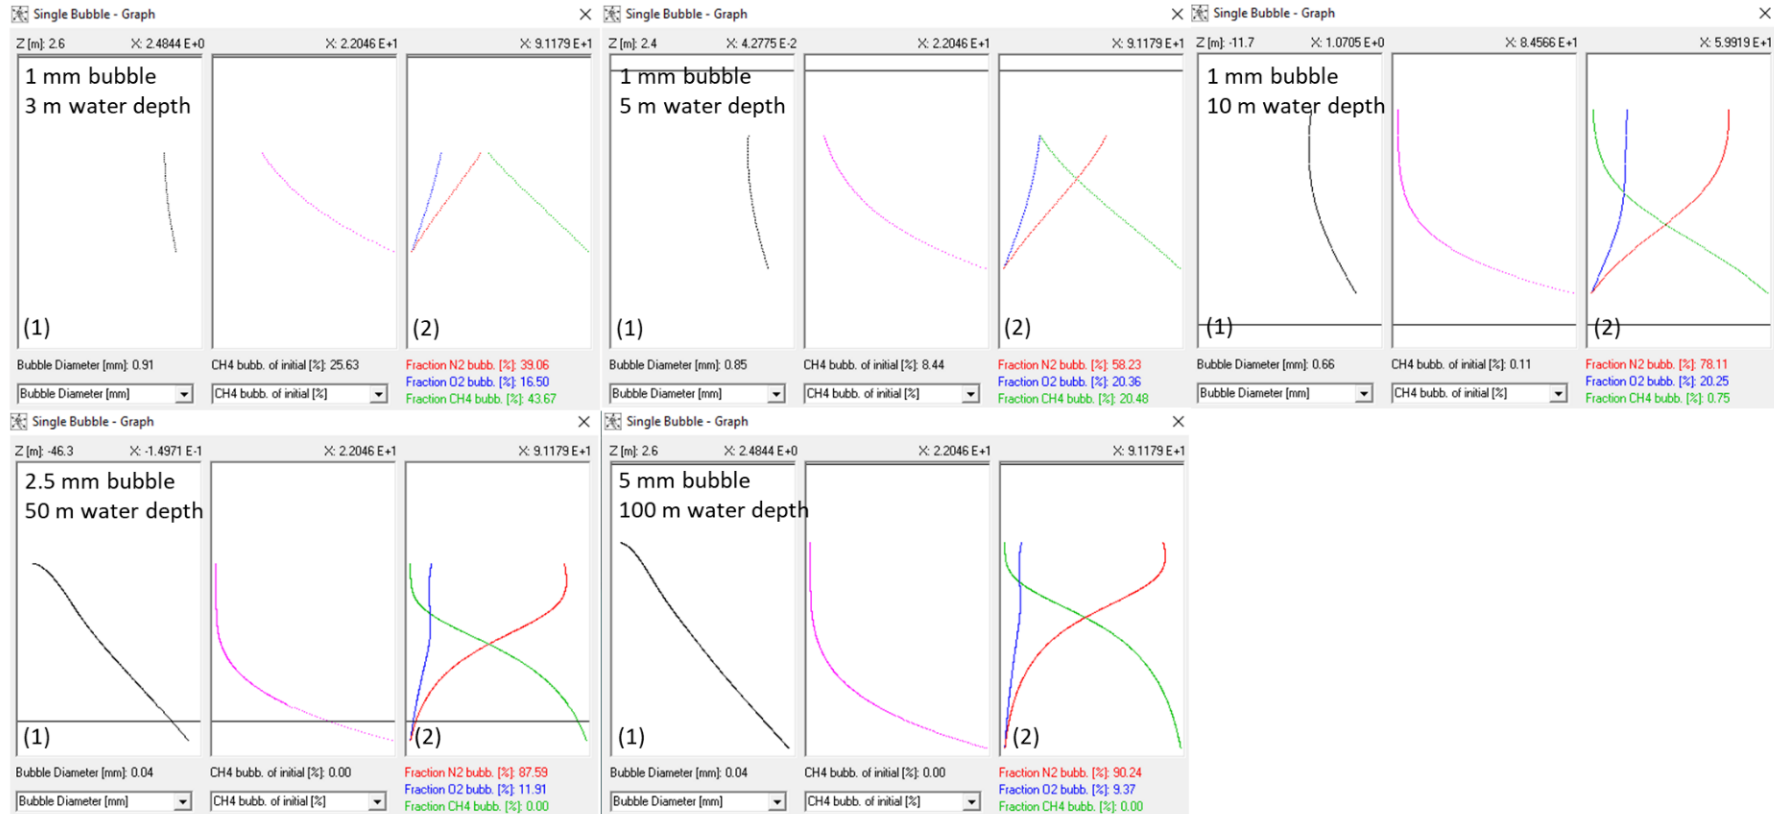 Single Bubble - Graph
Z [m]: 2.6 X: 2.4844 E+0 X: 2.2046 E+1 X: 9.1179 E+1
1 mm bubble
3 m water depth
(1) (2)
Bubble Diameter [mm]: 0.91 CH4 bubb. of initial [%]: 25.63 Fraction N2 bubb. [%]: 39.06
Fraction O2 bubb. [%]: 16.50
Bubble Diameter [mm] CH4 bubb. of initial [%] Fraction CH4 bubb. [%]: 43.67
Single Bubble - Graph
Z [m]: 2.4 X: 4.2775 E-2 X: 2.2046 E+1 X: 9.1179 E+1
1 mm bubble
5 m water depth
(1) (2)
Bubble Diameter [mm]: 0.85 CH4 bubb. of initial [%]: 8.44 Fraction N2 bubb. [%]: 58.23
Fraction O2 bubb. [%]: 20.36
Bubble Diameter [mm] CH4 bubb. of initial [%] Fraction CH4 bubb. [%]: 20.48
Single Bubble - Graph
Z [m]: -11.7 X: 1.0705 E+0 X: 8.4566 E+1 X: 5.9919 E+1
1 mm bubble
10 m water depth
(1) (2)
Bubble Diameter [mm]: 0.66 CH4 bubb. of initial [%]: 0.11 Fraction N2 bubb. [%]: 78.11
Fraction O2 bubb. [%]: 20.25
Bubble Diameter [mm] CH4 bubb. of initial [%] Fraction CH4 bubb. [%]: 0.75
Single Bubble - Graph
Z [m]: -46.3 X: -1.4971 E-1 X: 2.2046 E+1 X: 9.1179 E+1
2.5 mm bubble
50 m water depth
(1) (2)
Bubble Diameter [mm]: 0.04 CH4 bubb. of initial [%]: 0.00 Fraction N2 bubb. [%]: 87.59
Fraction O2 bubb. [%]: 11.91
Bubble Diameter [mm] CH4 bubb. of initial [%] Fraction CH4 bubb. [%]: 0.00
Single Bubble - Graph
Z [m]: 2.6 X: 2.4844 E+0 X: 2.2046 E+1 X: 9.1179 E+1
5 mm bubble
100 m water depth
(1) (2)
Bubble Diameter [mm]: 0.04 CH4 bubb. of initial [%]: 0.00 Fraction N2 bubb. [%]: 90.24
Fraction O2 bubb. [%]: 9.37
Bubble Diameter [mm] CH4 bubb. of initial [%] Fraction CH4 bubb. [%]: 0.00